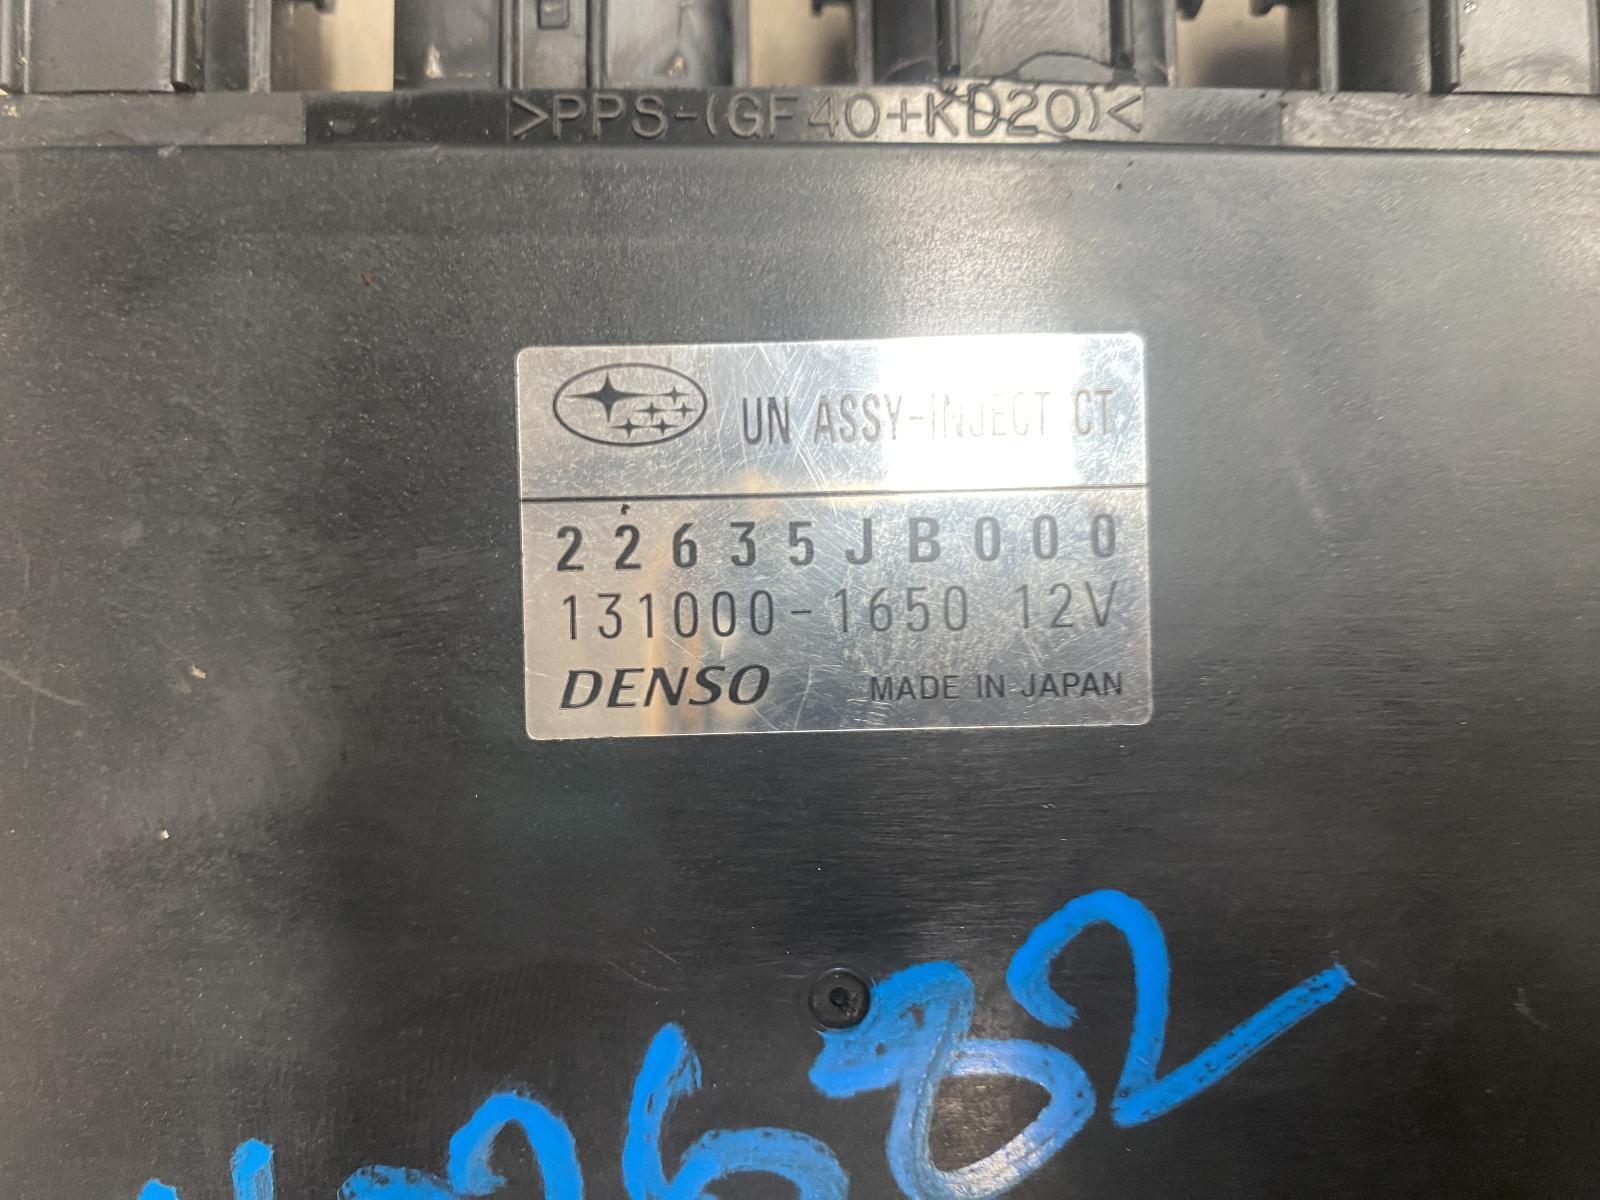 >PPS-(GF40+KD20)<
UN ASSY-INJECT CT
22635JB000
131000-1650 12V
DENSO MADE IN JAPAN